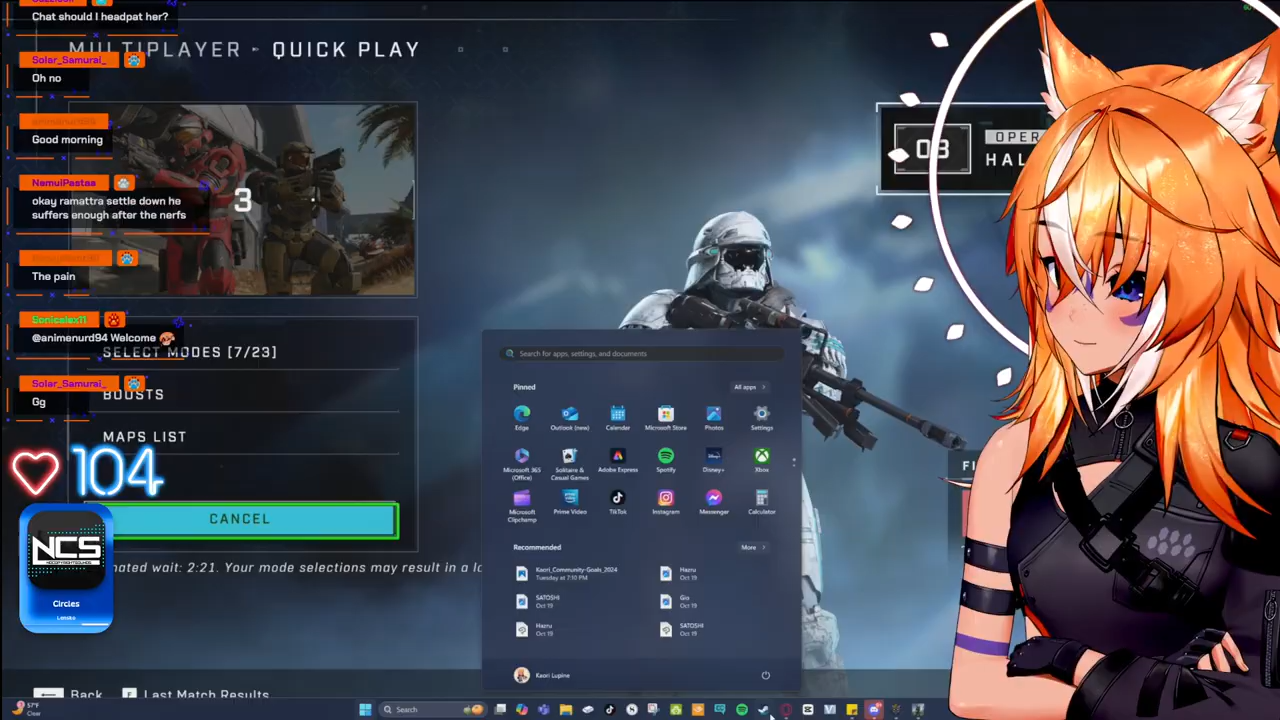 Chat should I headpat her?
Solar_Samurai_
Oh no
Good morning
NamulPastaa
okay ramattra settle down he
suffers enough after the nerfs
The pain
Sonicalex11
@animenurd94 Welcome
Solar_Samurai_
Gg
MULTIPLAYER - QUICK PLAY
3
SELECT MODES [7/23]
BOOSTS
MAPS LIST
104
CANCEL
NCS
Circles
Lensko
Your mode selections may result in a lo
Back
F
Last Match Results
03
OPER
HAL
FI
Search for apps, settings, and documents
Pinned
All apps >
Edge
Outlook (new)
Calendar
Microsoft Store
Photos
Settings
Microsoft 365
(Office)
Solitaire &
Casual Games
Adobe Express
Spotify
Disney+
Xbox
Microsoft
Clipchamp
Prime Video
TikTok
Instagram
Messenger
Calculator
Recommended
More >
Kaori_Community-Goals_2024
Tuesday at 7:10 PM
Hazru
Oct 19
SATOSHI
Oct 19
Gio
Oct 19
Hazru
Oct 19
SATOSHI
Oct 19
Kaori Lupine
57°F
Clear
Search